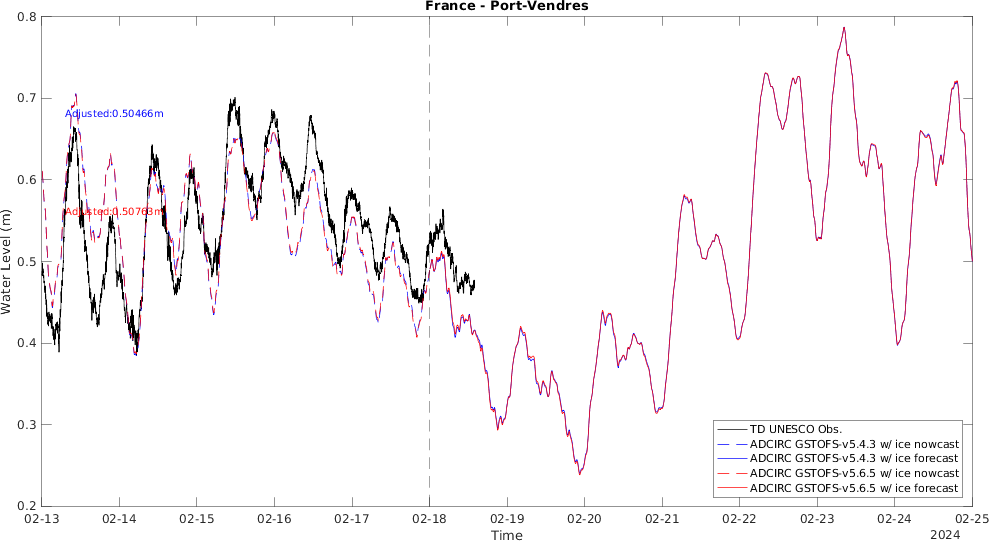 France - Port-Vendres
0.8
0.7
0.6
0.5
0.4
0.3
0.2
Water Level (m)
Adjusted:0.50466m
Adjusted:0.50763m
TD UNESCO Obs.
ADCIRC GSTOFS-v5.4.3 w/ ice nowcast
ADCIRC GSTOFS-v5.4.3 w/ ice forecast
ADCIRC GSTOFS-v5.6.5 w/ ice nowcast
ADCIRC GSTOFS-v5.6.5 w/ ice forecast
02-13 02-14 02-15 02-16 02-17 02-18 02-19 02-20 02-21 02-22 02-23 02-24 02-25
Time
2024